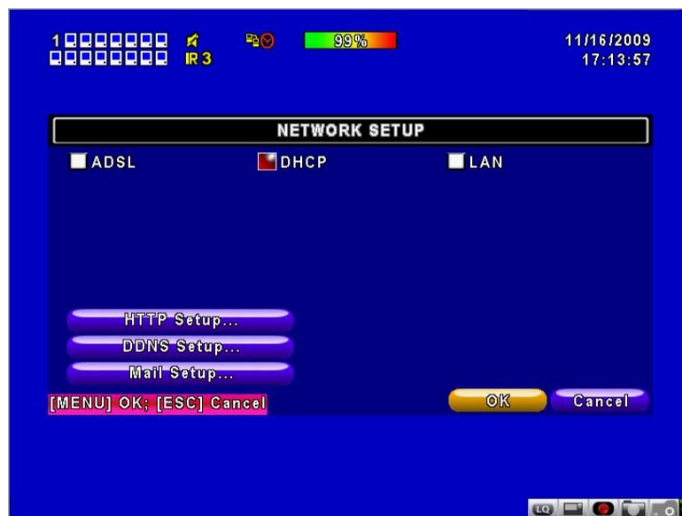 1
IR 3
99%
11/16/2009
17:13:57
NETWORK SETUP
ADSL DHCP LAN
HTTP Setup...
DDNS Setup...
Mail Setup...
[MENU] OK; [ESC] Cancel
OK Cancel
LQ